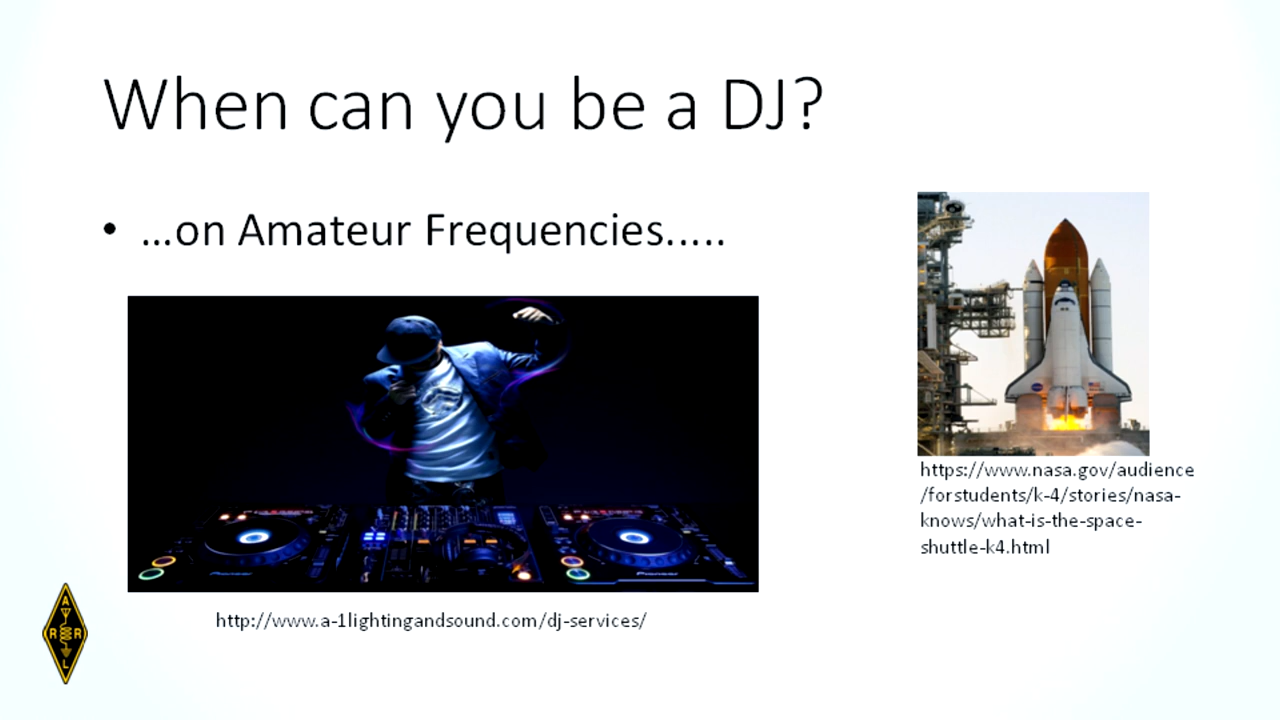 When can you be a DJ?
• ...on Amateur Frequencies.....
https://www.nasa.gov/audience
/forstudents/k-4/stories/nasa-
knows/what-is-the-space-
shuttle-k4.html
http://www.a-1lightingandsound.com/dj-services/
A
R R
L